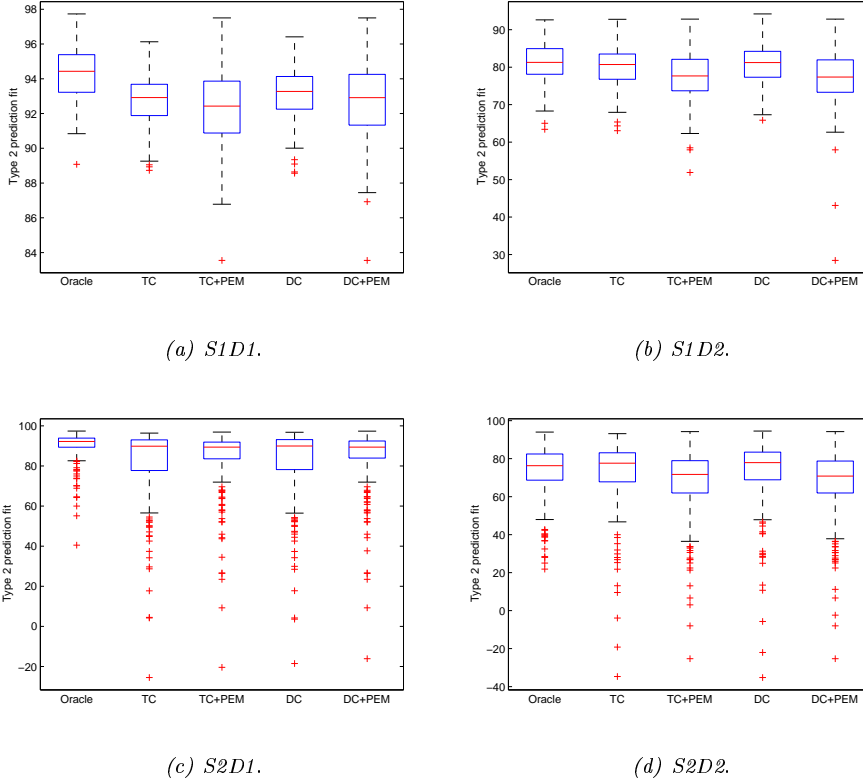 Type 2 prediction fit
98
96
94
92
90
88
86
84
Oracle TC TC+PEM DC DC+PEM
(a) S1D1.
Type 2 prediction fit
90
80
70
60
50
40
30
Oracle TC TC+PEM DC DC+PEM
(b) S1D2.
Type 2 prediction fit
100
80
60
40
20
0
−20
Oracle TC TC+PEM DC DC+PEM
(c) S2D1.
Type 2 prediction fit
100
80
60
40
20
0
−20
−40
Oracle TC TC+PEM DC DC+PEM
(d) S2D2.